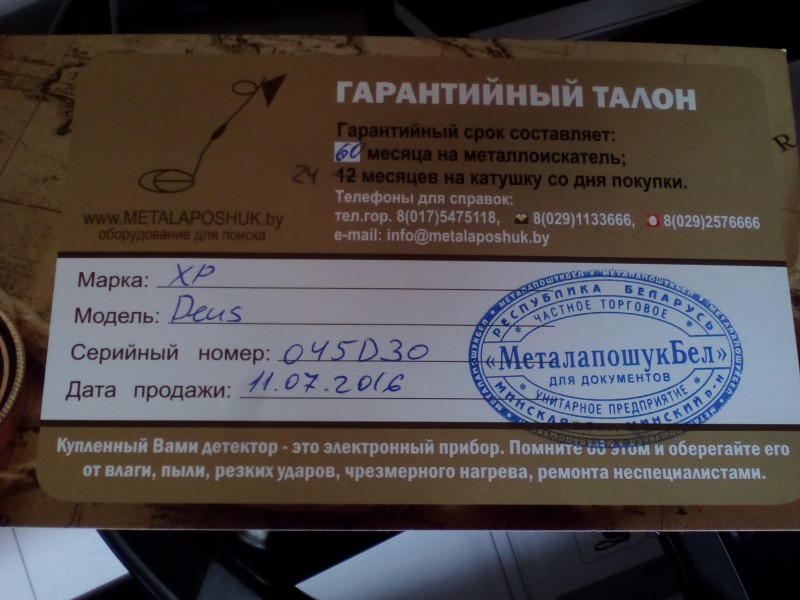 ГАРАНТИЙНЫЙ ТАЛОН
Гарантийный срок составляет:
60 месяца на металлоискатель;
24 12 месяцев на катушку со дня покупки.
Телефоны для справок:
тел.гор. 8(017)5475118, 8(029)1133666, 8(029)2576666
e-mail: info@metalaposhuk.by
www.METALAPOSHUK.by
оборудование для поиска
Марка: XP
Модель: Deus
Серийный номер: 045D30
Дата продажи: 11.07.2016
РЕСПУБЛИКА БЕЛАРУСЬ
* ЧАСТНОЕ ТОРГОВОЕ *
«МеталапошукБел»
ДЛЯ ДОКУМЕНТОВ
* УНИТАРНОЕ ПРЕДПРИЯТИЕ *
МИНСКАЯ МИНСКИЙ р-н
Купленный Вами детектор - это электронный прибор. Помните об этом и оберегайте его
от влаги, пыли, резких ударов, чрезмерного нагрева, ремонта неспециалистами.
R